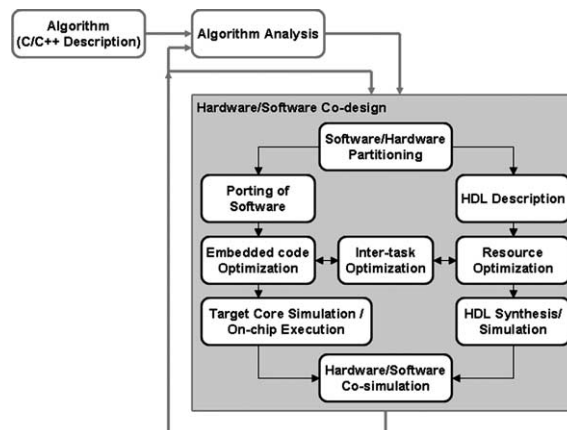 Algorithm
(C/C++ Description)
Algorithm Analysis
Hardware/Software Co-design
Software/Hardware
Partitioning
Porting of
Software
HDL Description
Embedded code
Optimization
Inter-task
Optimization
Resource
Optimization
Target Core Simulation /
On-chip Execution
HDL Synthesis/
Simulation
Hardware/Software
Co-simulation